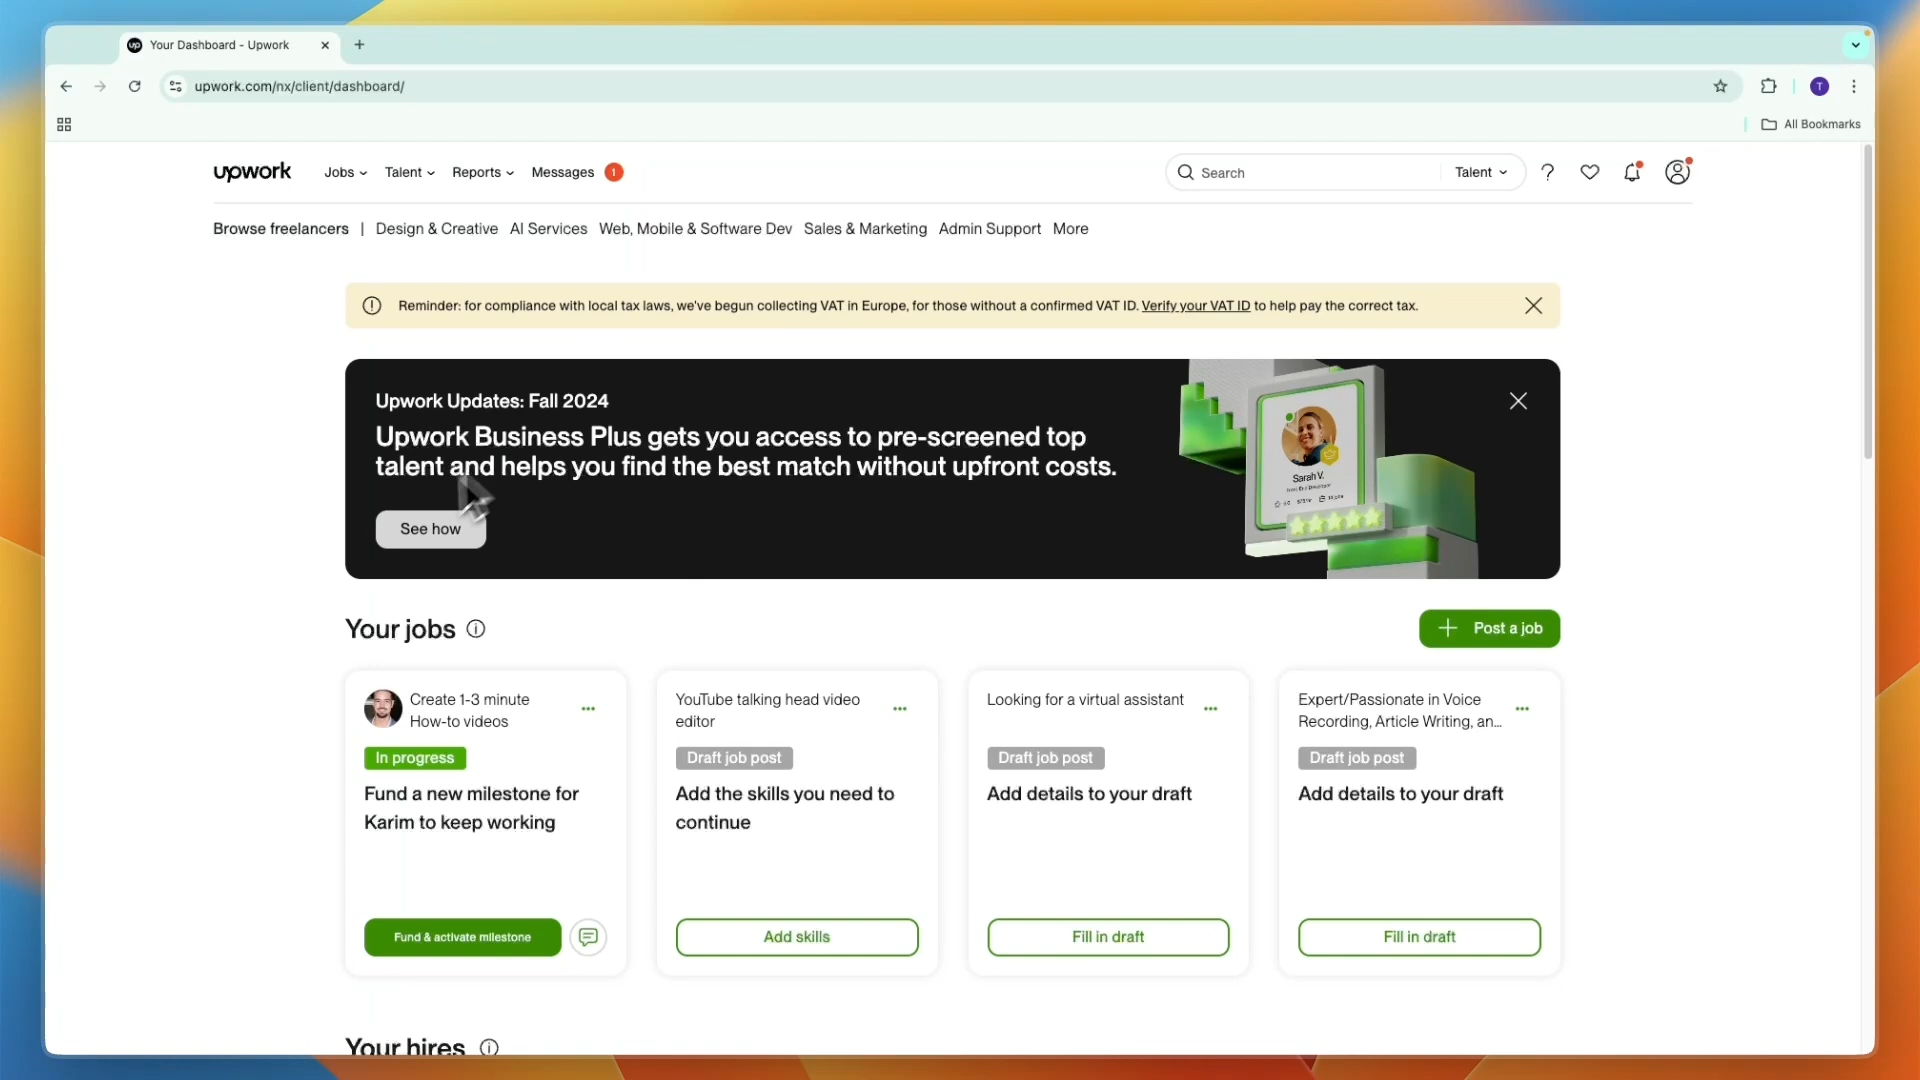 Your Dashboard - Upwork
upwork.com/nx/client/dashboard/
T
All Bookmarks
upwork
Jobs
Talent
Reports
Messages
1
Search
Talent
Browse freelancers | Design & Creative AI Services Web, Mobile & Software Dev Sales & Marketing Admin Support More
Reminder: for compliance with local tax laws, we've begun collecting VAT in Europe, for those without a confirmed VAT ID. Verify your VAT ID to help pay the correct tax.
Upwork Updates: Fall 2024
Upwork Business Plus gets you access to pre-screened top
talent and helps you find the best match without upfront costs.
See how
Sarah V.
Your jobs
Post a job
Create 1-3 minute
How-to videos
In progress
Fund a new milestone for
Karim to keep working
Fund & activate milestone
YouTube talking head video
editor
Draft job post
Add the skills you need to
continue
Add skills
Looking for a virtual assistant
Draft job post
Add details to your draft
Fill in draft
Expert/Passionate in Voice
Recording, Article Writing, an...
Draft job post
Add details to your draft
Fill in draft
Your hires